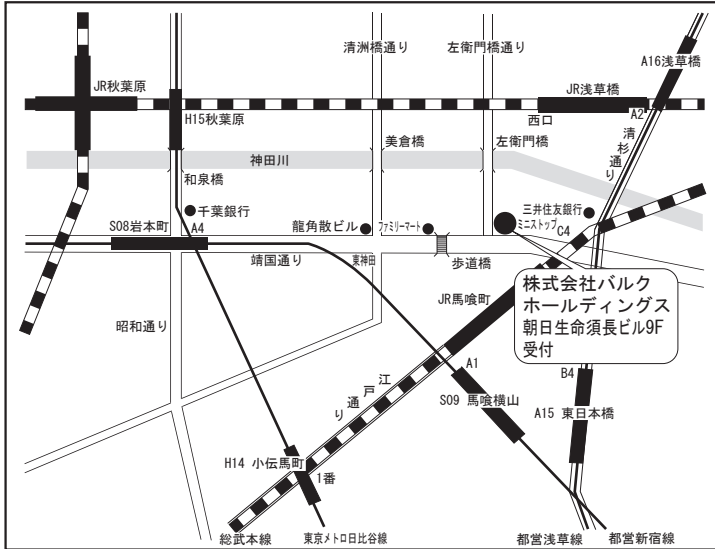 清洲橋通り
左衛門橋通り
A16浅草橋
JR秋葉原
JR浅草橋
H15秋葉原
西口
A2
清杉通り
神田川
美倉橋
左衛門橋
和泉橋
千葉銀行
三井住友銀行
S08岩本町
A4
龍角散ビル
ファミリーマート
ミニストップ
C4
靖国通り
東神田
歩道橋
株式会社バルク
ホールディングス
朝日生命須長ビル9F
受付
JR馬喰町
昭和通り
A1
B4
江戸通り
S09 馬喰横山
A15 東日本橋
H14 小伝馬町
1番
総武本線
東京メトロ日比谷線
都営浅草線
都営新宿線